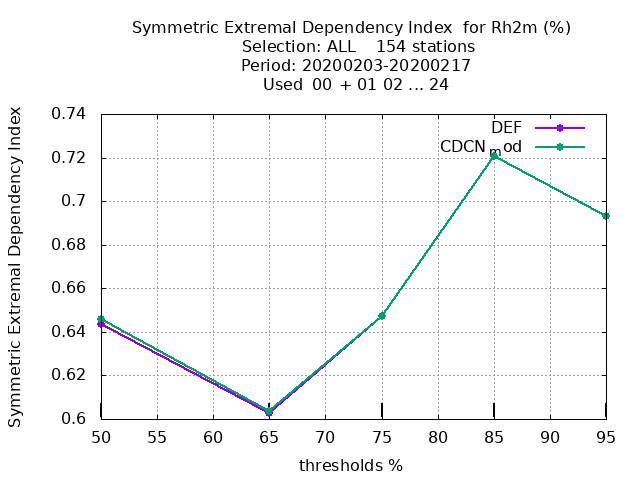 Symmetric Extremal Dependency Index for Rh2m (%)
Selection: ALL 154 stations
Period: 20200203-20200217
Used 00 + 01 02 ... 24
DEF
CDCNmod
Symmetric Extremal Dependency Index
0.74
0.72
0.7
0.68
0.66
0.64
0.62
0.6
50 55 60 65 70 75 80 85 90 95
thresholds %